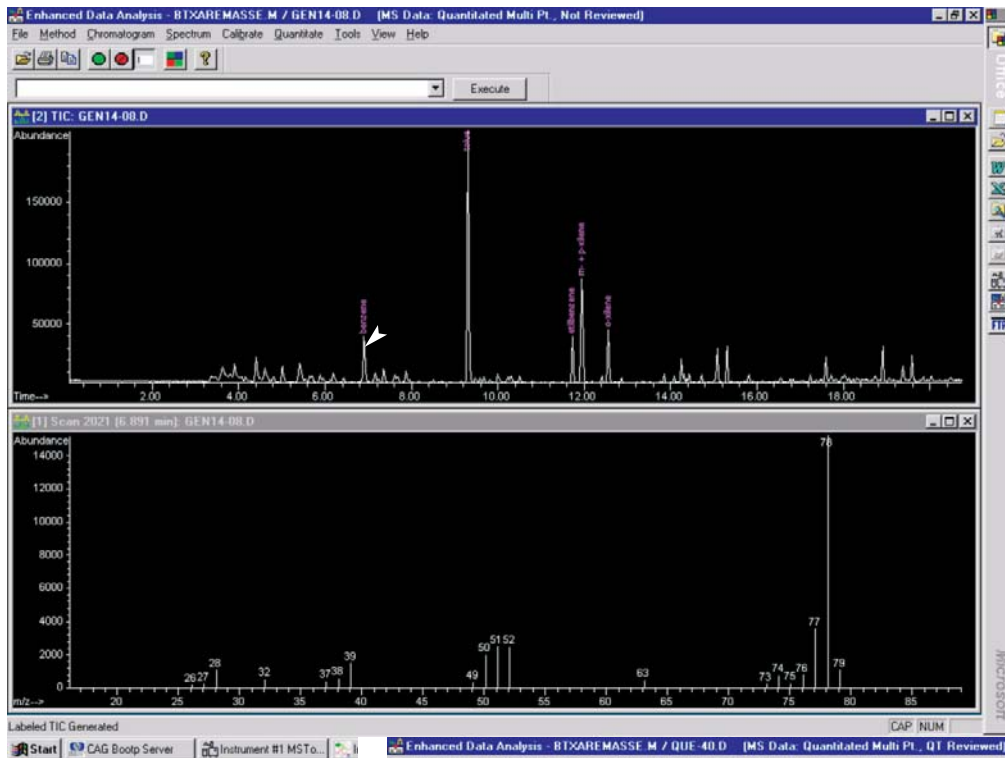 Enhanced Data Analysis - BTXAREMASSE.M / GEN14-08.D (MS Data: Quantitated Multi Pt., Not Reviewed)
File Method Chromatogram Spectrum Calibrate Quantitate Tools View Help
Execute
[2] TIC: GEN14-08.D
Abundance
150000
100000
50000
benzene
etilbenzene
m- + p-xilene
o-xilene
Time--> 2.00 4.00 6.00 8.00 10.00 12.00 14.00 16.00 18.00
[1] Scan 2021 (6.891 min): GEN14-08.D
Abundance
14000
12000
10000
8000
6000
4000
2000
0
26 27 28 32 37 38 39 49 50 51 52 63 73 74 75 76 77 78 79
m/z--> 20 25 30 35 40 45 50 55 60 65 70 75 80 85
Labeled TIC Generated
CAP NUM
Office
Microsoft
FTP
Start CAG Bootp Server Instrument #1 MSTo...
Enhanced Data Analysis - BTXAREMASSE.M / QUE-40.D (MS Data: Quantitated Multi Pt., QT Reviewed)